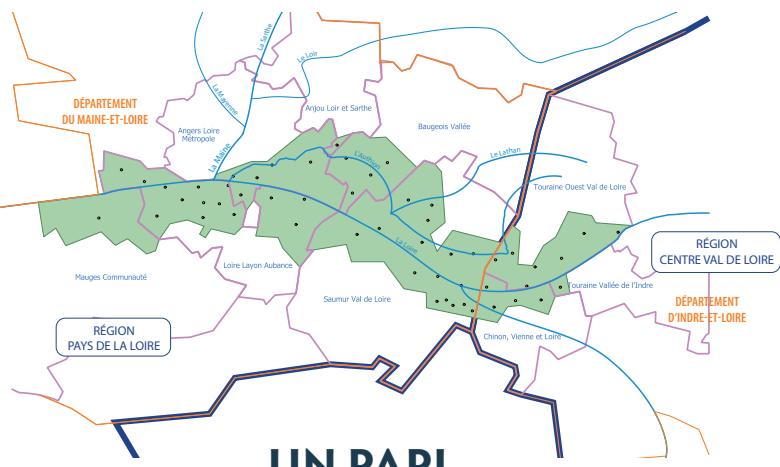 La Sarthe
Le Loir
La Mayenne
DÉPARTEMENT
DU MAINE-ET-LOIRE
Anjou Loir et Sarthe
Angers Loire
Métropole
Baugeois Vallée
La Maine
L'Authion
Le Lathan
Touraine Ouest Val de Loire
La Loire
RÉGION
CENTRE VAL DE LOIRE
Loire Layon Aubance
Mauges Communauté
Touraine Vallée de l'Indre
Saumur Val de Loire
DÉPARTEMENT
D'INDRE-ET-LOIRE
RÉGION
PAYS DE LA LOIRE
Chinon, Vienne et Loire
UN PAPI